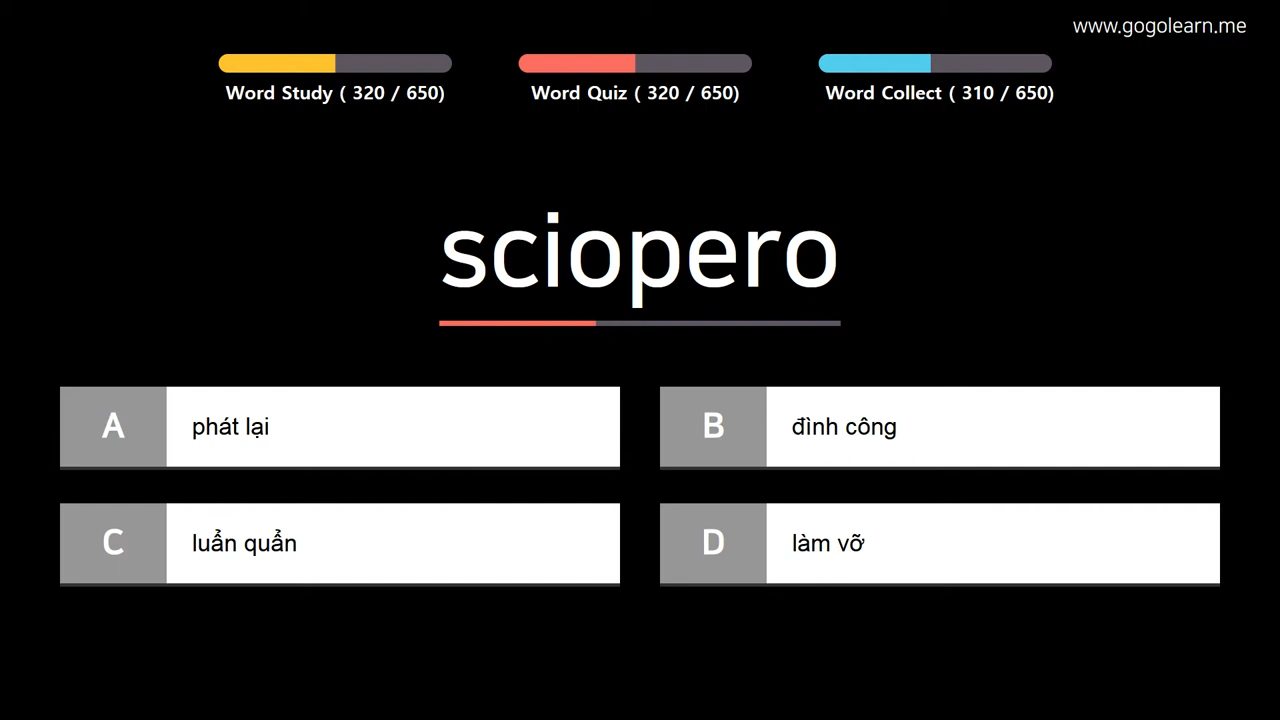 www.gogolearn.me
Word Study ( 320 / 650)
Word Quiz ( 320 / 650)
Word Collect ( 310 / 650)
sciopero
A phát lại
B đình công
C luẩn quẩn
D làm vỡ